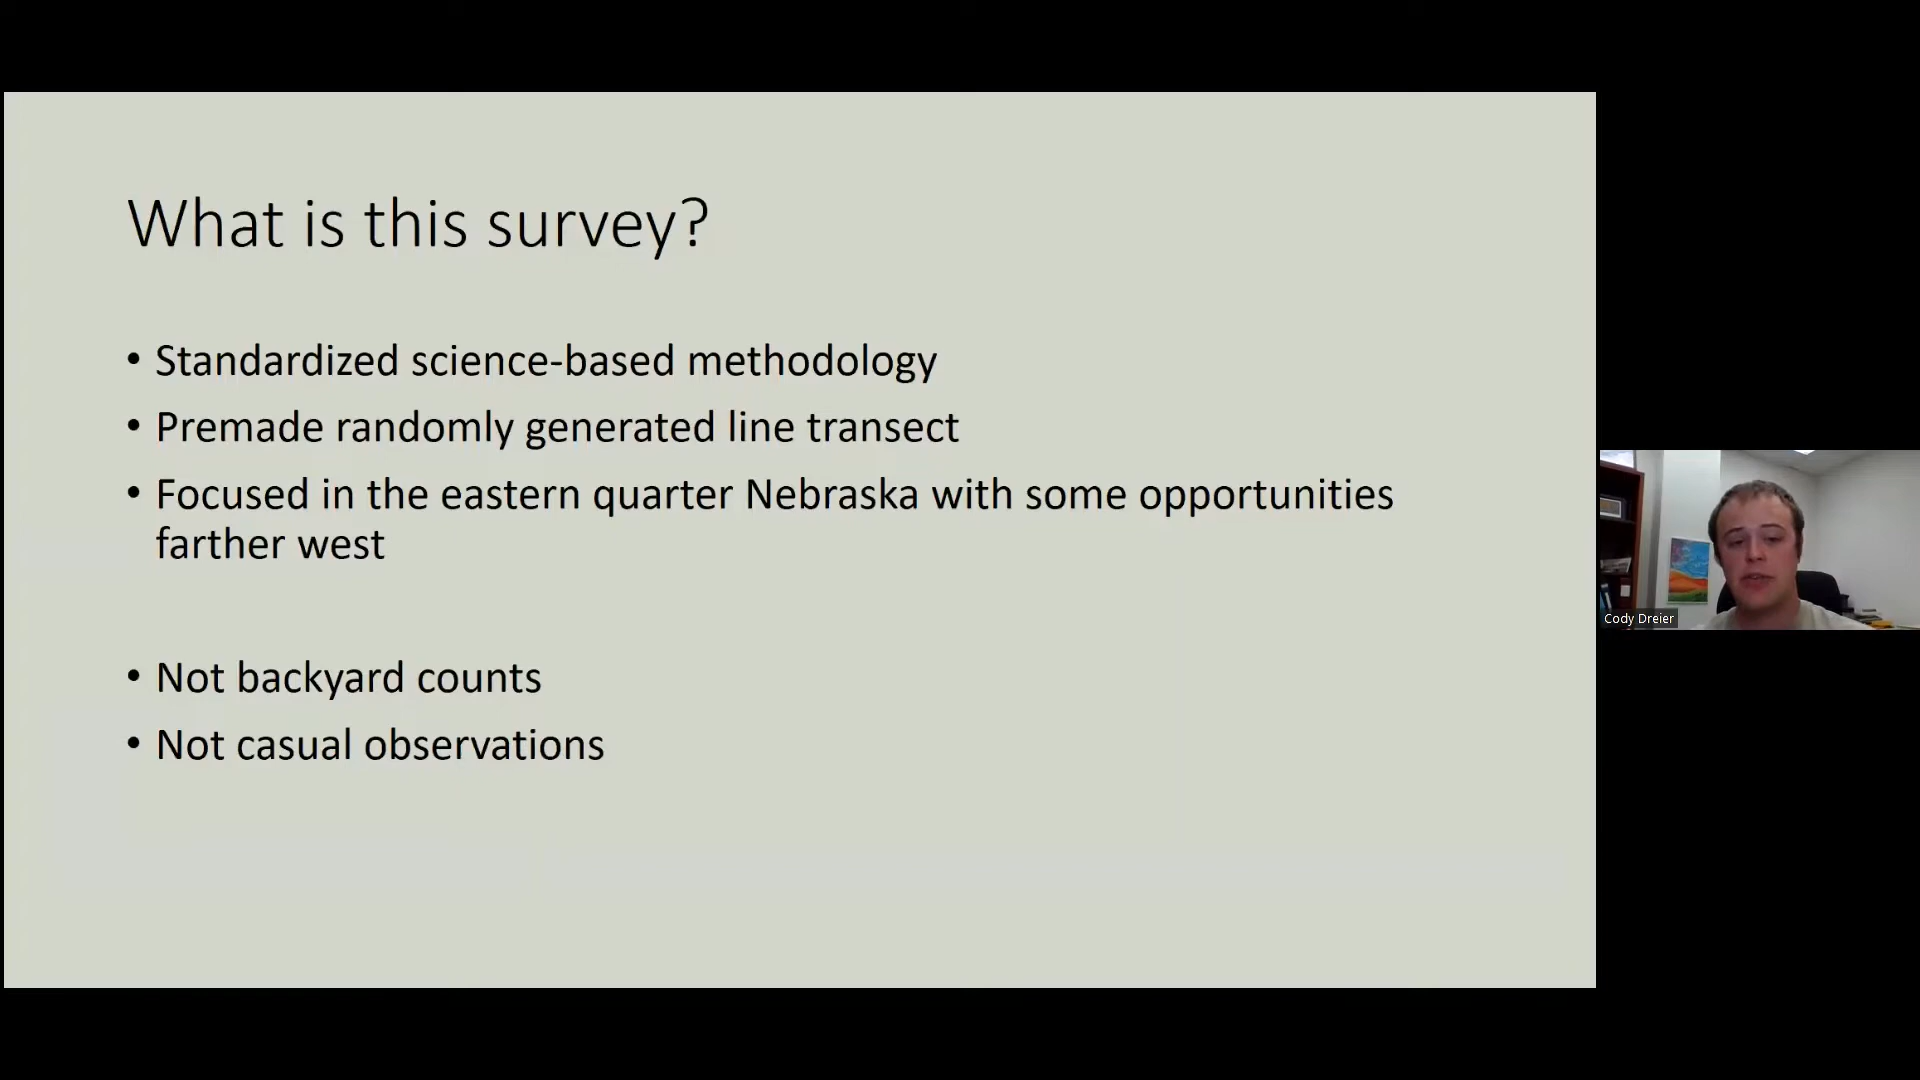 What is this survey?
• Standardized science-based methodology
• Premade randomly generated line transect
• Focused in the eastern quarter Nebraska with some opportunities
farther west
• Not backyard counts
• Not casual observations
Cody Dreier